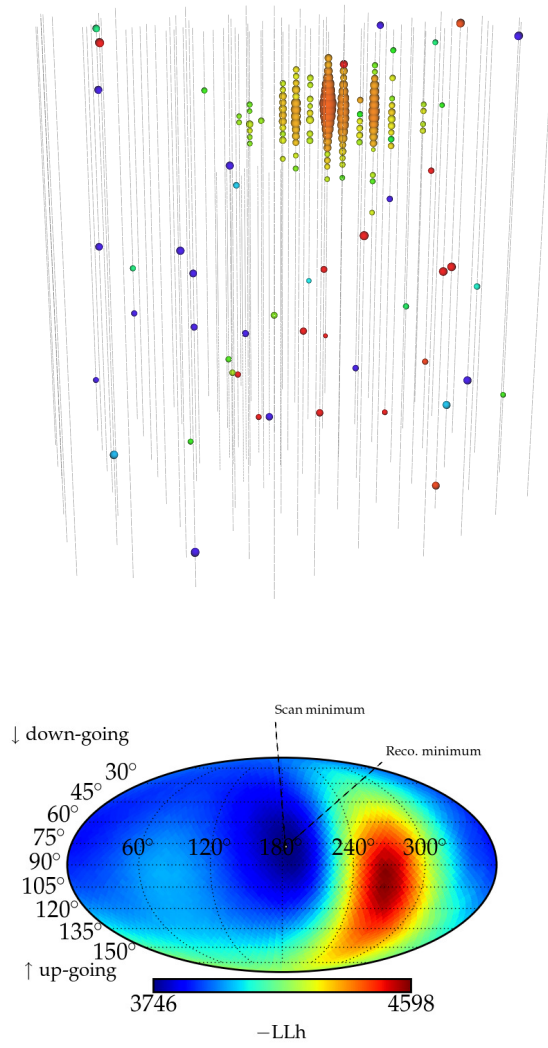 Scan minimum
↓ down-going
Reco. minimum
30°
45°
60°
75°
60° 120° 180° 240° 300°
90°
105°
120°
135°
150°
↑ up-going
3746 4598
−LLh